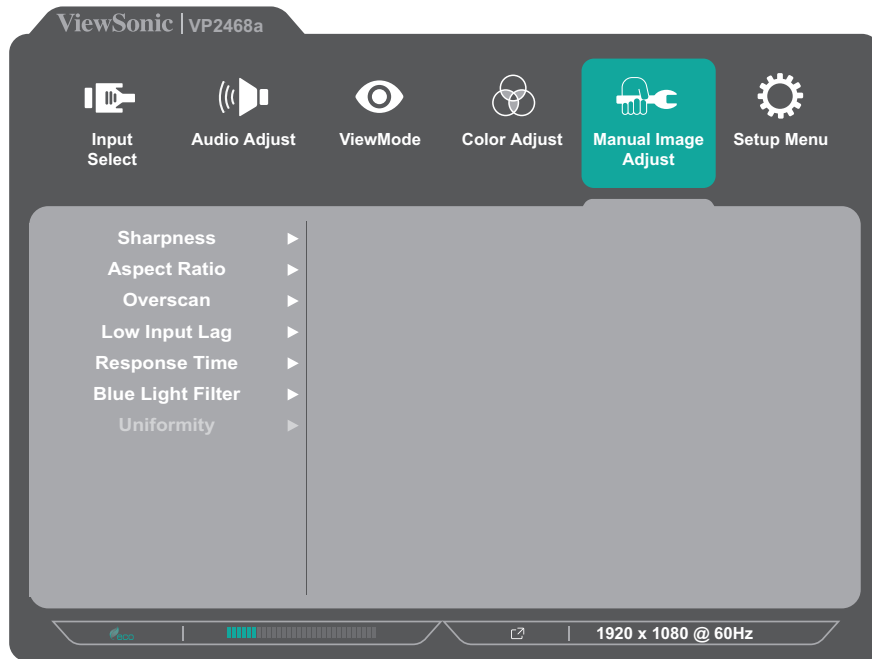 ViewSonic | VP2468a
Input
Select
Audio Adjust
ViewMode
Color Adjust
Manual Image
Adjust
Setup Menu
Sharpness
Aspect Ratio
Overscan
Low Input Lag
Response Time
Blue Light Filter
Uniformity
eco
1920 x 1080 @ 60Hz